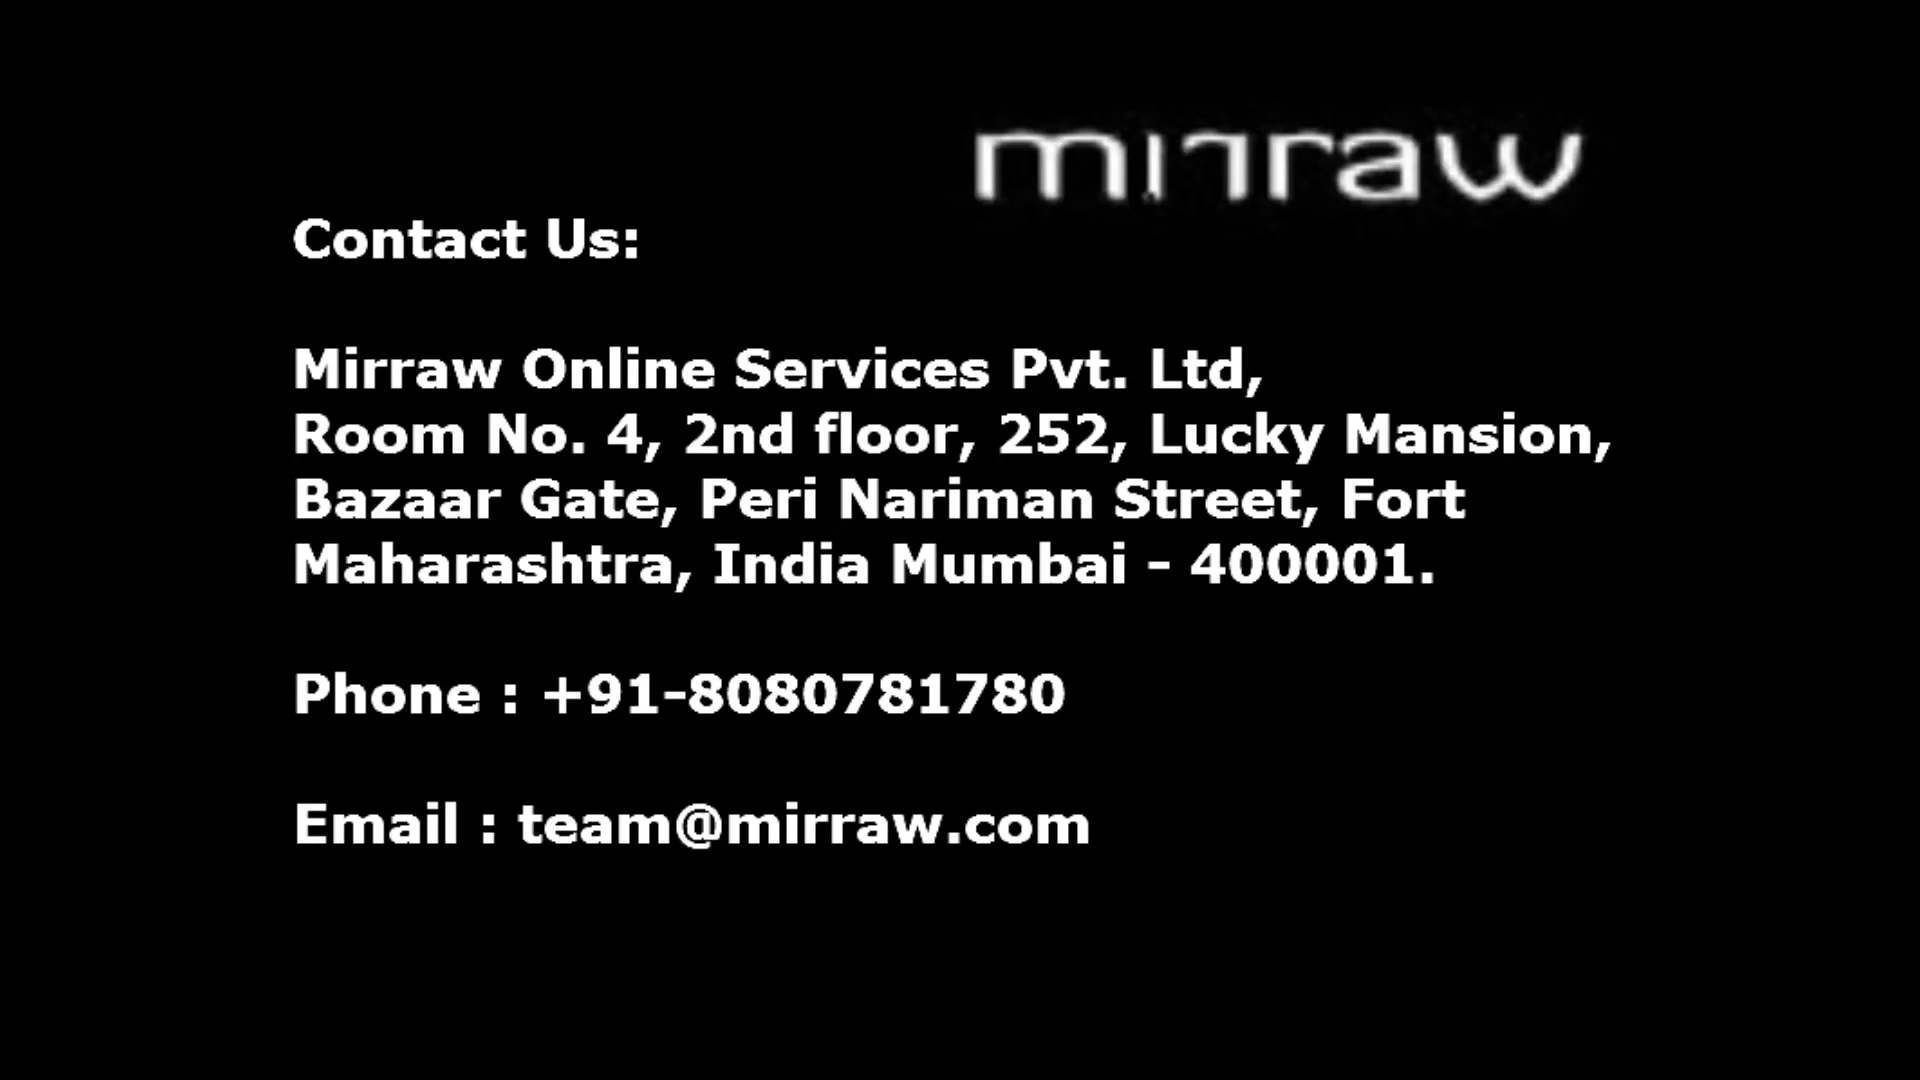 mirraw
Contact Us:
Mirraw Online Services Pvt. Ltd,
Room No. 4, 2nd floor, 252, Lucky Mansion,
Bazaar Gate, Peri Nariman Street, Fort
Maharashtra, India Mumbai - 400001.
Phone : +91-8080781780
Email : team@mirraw.com